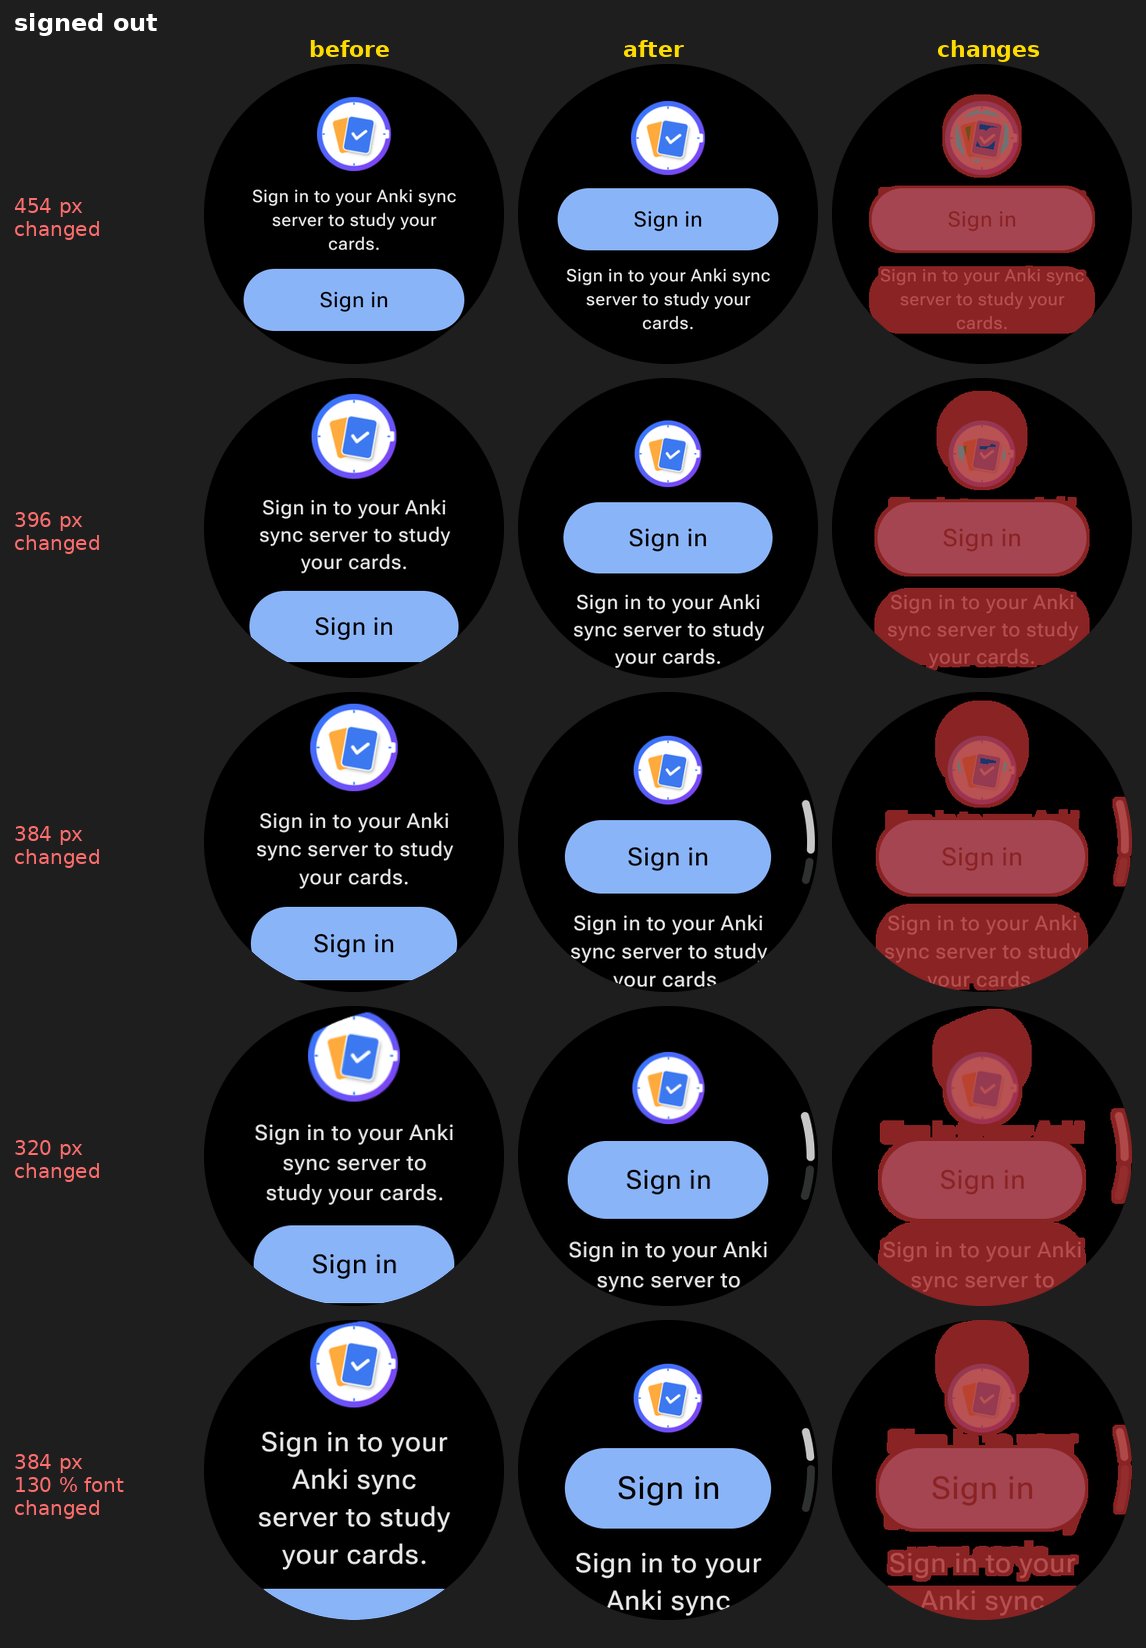 signed out
before
after
changes
454 px
changed
Sign in to your Anki sync
server to study your
cards.
Sign in
Sign in
Sign in to your Anki sync
server to study your
cards.
Sign in
Sign in to your Anki sync
server to study your
cards.
396 px
changed
Sign in to your Anki
sync server to study
your cards.
Sign in
Sign in
Sign in to your Anki
sync server to study
your cards.
Sign in
Sign in to your Anki
sync server to study
your cards.
384 px
changed
Sign in to your Anki
sync server to study
your cards.
Sign in
Sign in
Sign in to your Anki
sync server to study
your cards
Sign in
Sign in to your Anki
sync server to study
your cards
320 px
changed
Sign in to your Anki
sync server to
study your cards.
Sign in
Sign in
Sign in to your Anki
sync server to
Sign in
Sign in to your Anki
sync server to
384 px
130 % font
changed
Sign in to your
Anki sync
server to study
your cards.
Sign in
Sign in to your
Anki sync
Sign in
Sign in to your
Anki sync